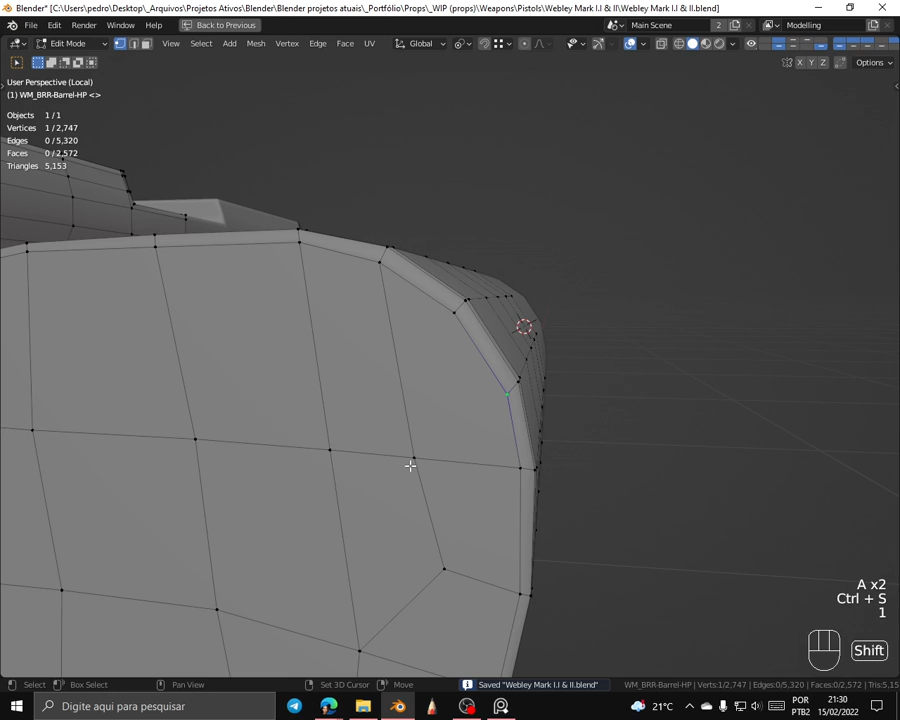 Blender* [C:\Users\pedro\Desktop\_Arquivos\Projetos Ativos\Blender\Blender projetos atuais\_Portfólio\Props\_WIP (props)\Weapons\Pistols\Webley Mark I.I & II\Webley Mark I.I & II.blend]
File Edit Render Window Help Back to Previous Main Scene 2 Modelling
Edit Mode View Select Add Mesh Vertex Edge Face UV Global
X Y Z Options
User Perspective (Local)
(1) WM_BRR-Barrel-HP <>
Objects 1/1
Vertices 1/2,747
Edges 0/5,320
Faces 0/2,572
Triangles 5,153
A x2
Ctrl + S
1
Shift
Select Box Select Pan View Set 3D Cursor Move Saved "Webley Mark I.I & II.blend" WM_BRR-Barrel-HP | Verts:1/2,747 | Edges:0/5,320 | Faces:0/2,572 | Tris:5,15
Digite aqui para pesquisar 21°C POR 21:30
PTB2 15/02/2022